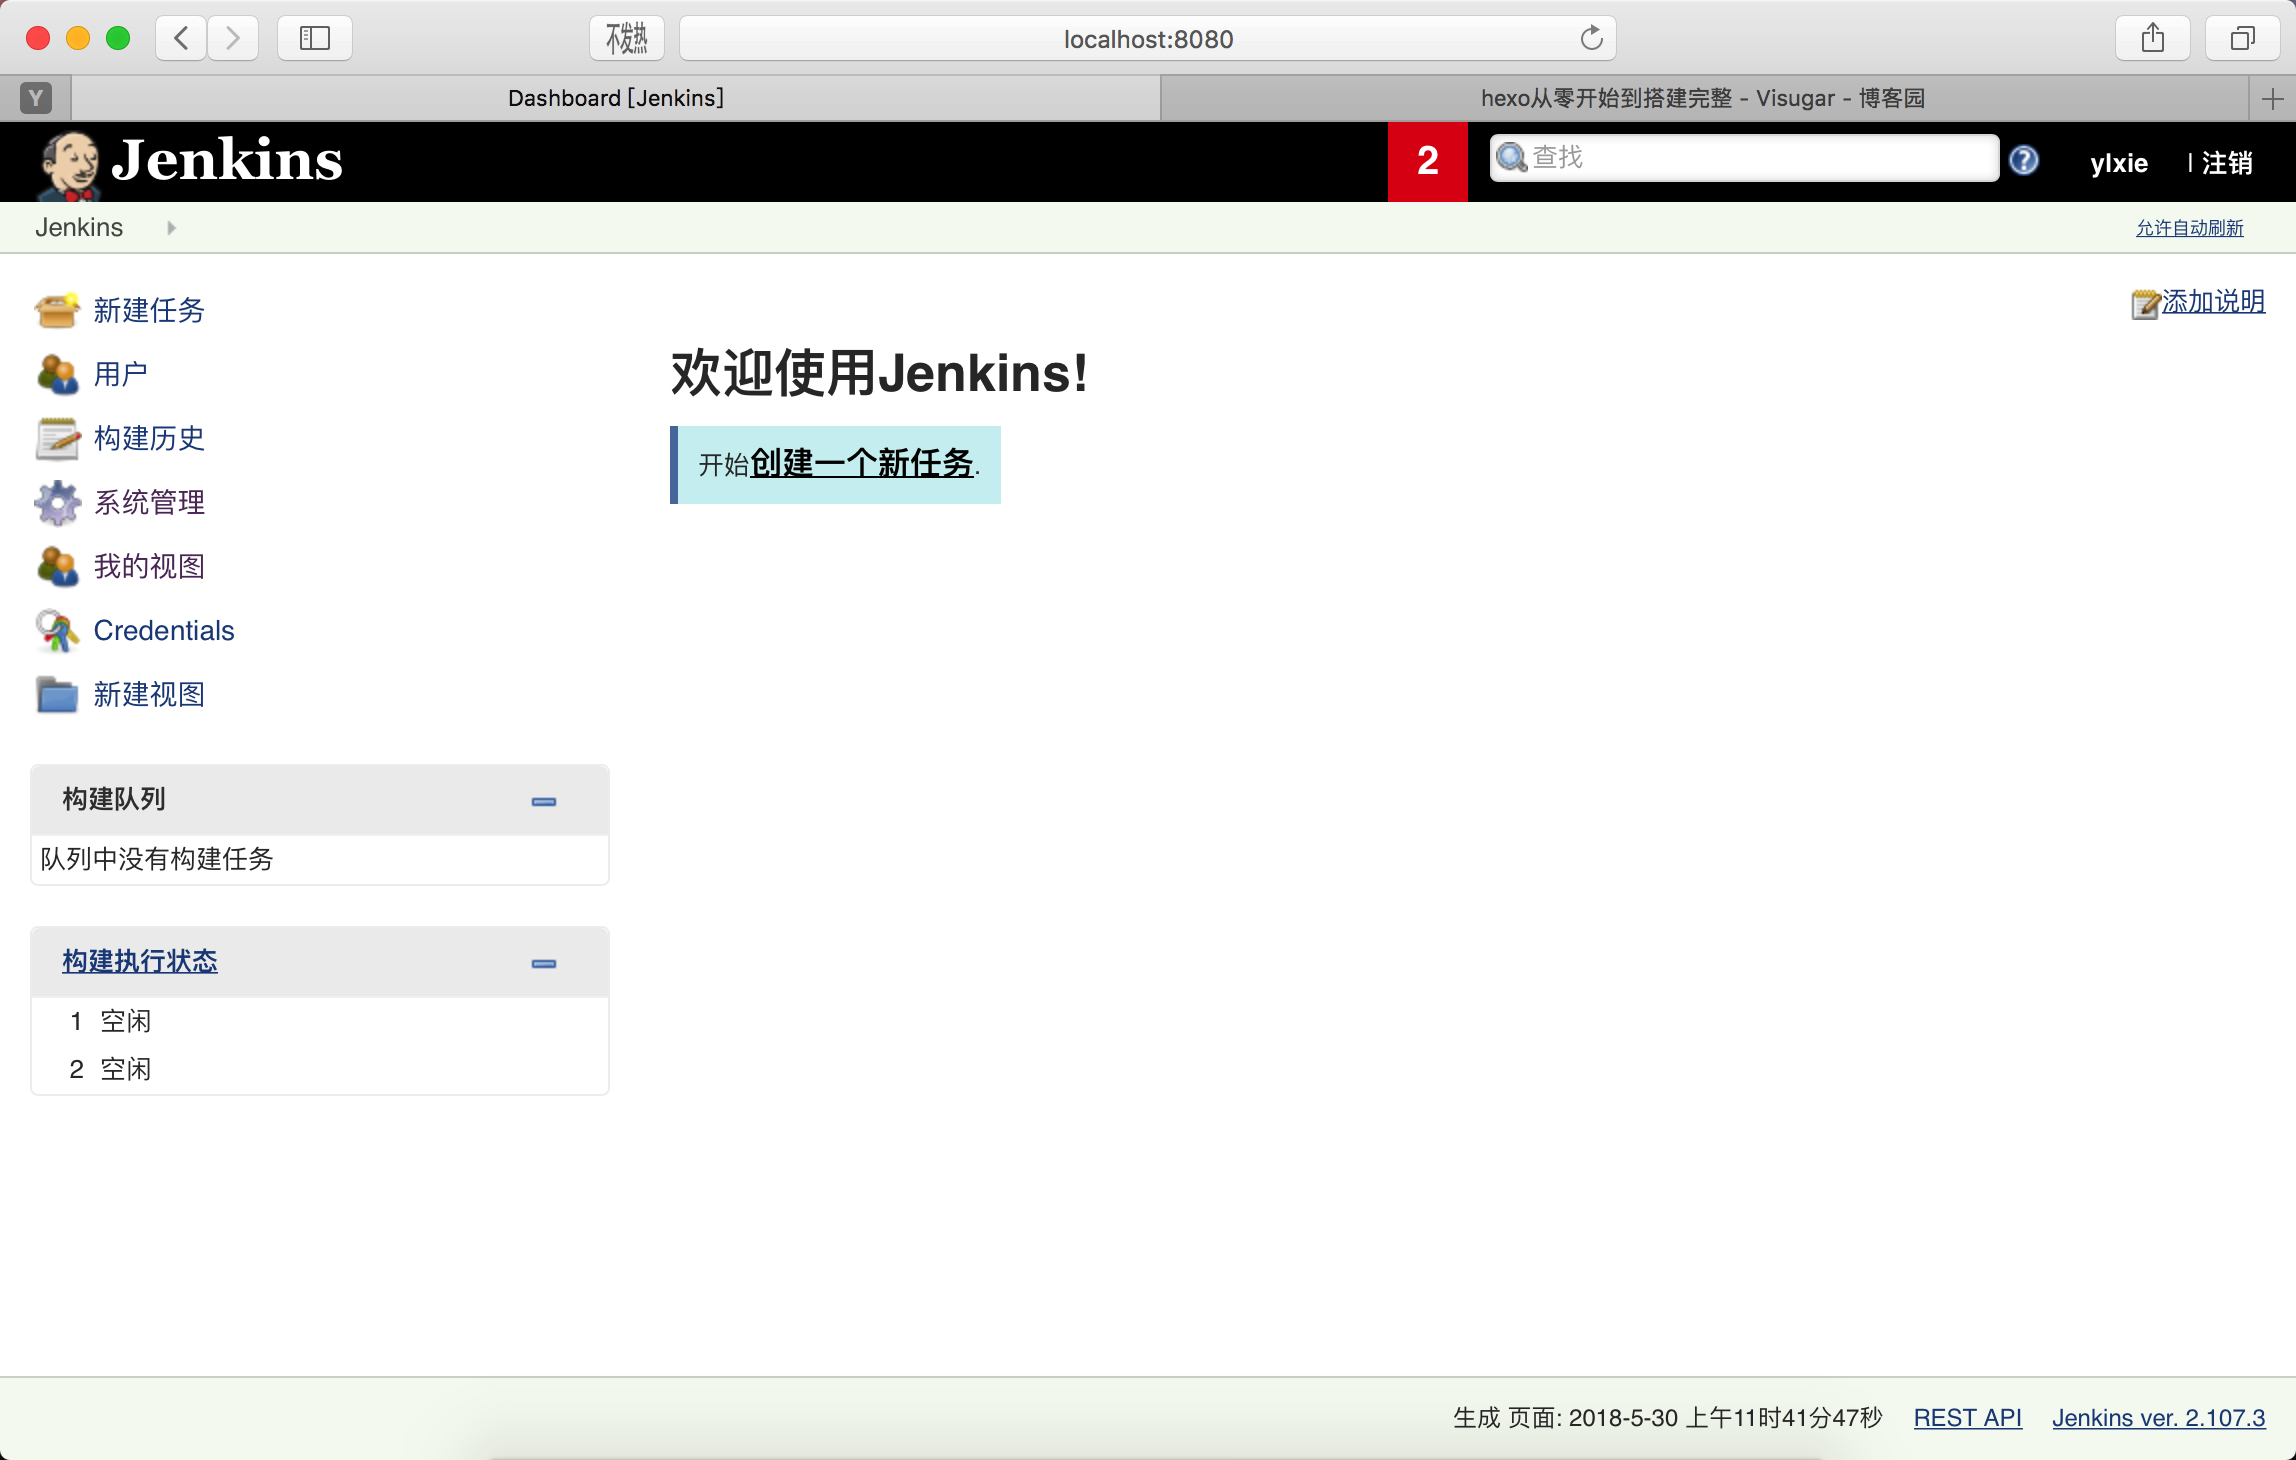 不发热
localhost:8080
Y
Dashboard [Jenkins]
hexo从零开始到搭建完整 - Visugar - 博客园
Jenkins
2
查找
?
ylxie
| 注销
Jenkins
允许自动刷新
新建任务
添加说明
用户
构建历史
系统管理
我的视图
Credentials
新建视图
欢迎使用Jenkins!
开始创建一个新任务.
构建队列
队列中没有构建任务
构建执行状态
1 空闲
2 空闲
生成 页面: 2018-5-30 上午11时41分47秒
REST API
Jenkins ver. 2.107.3